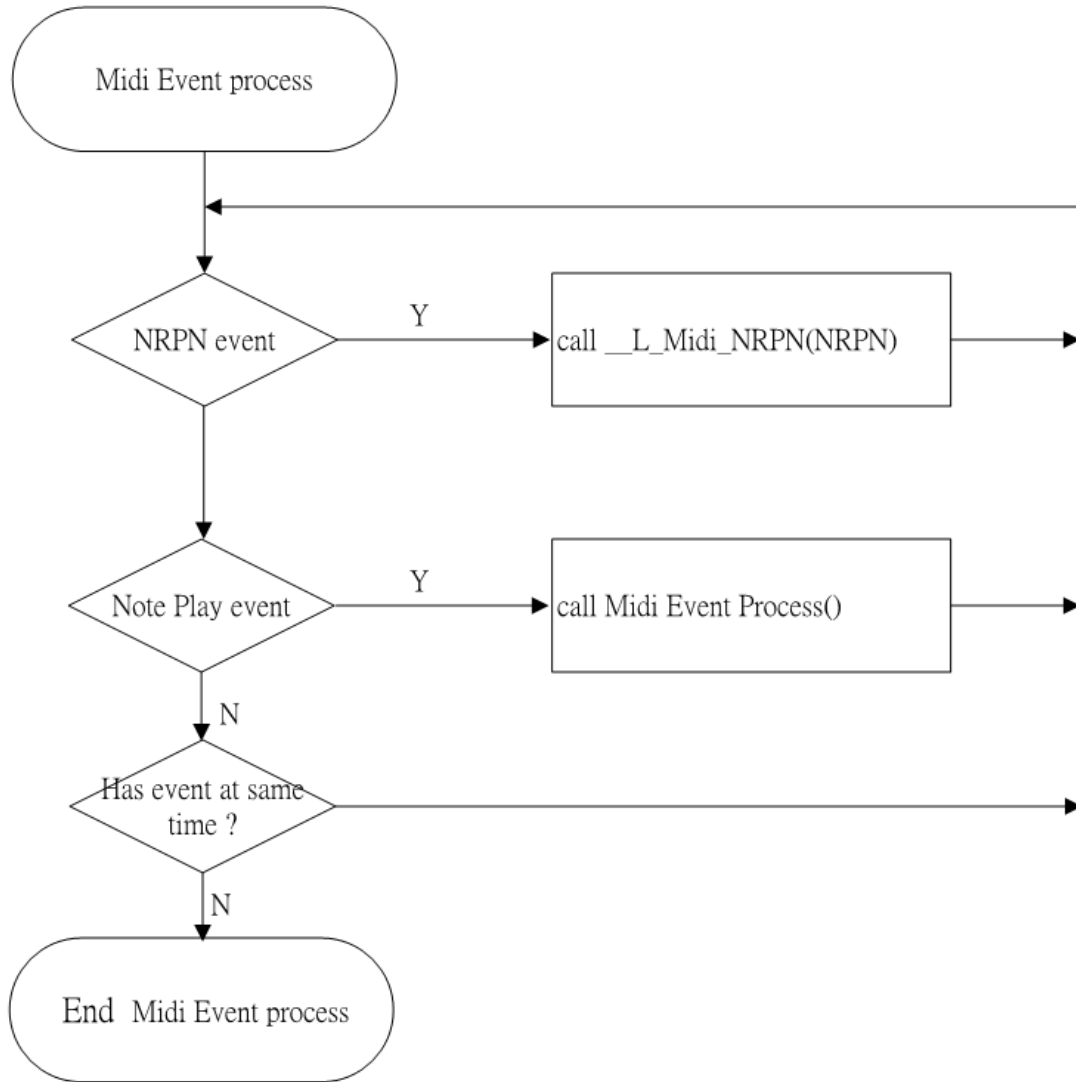 Midi Event process
NRPN event
Y
call __L_Midi_NRPN(NRPN)
Note Play event
Y
call Midi Event Process()
N
Has event at same
time ?
N
End Midi Event process